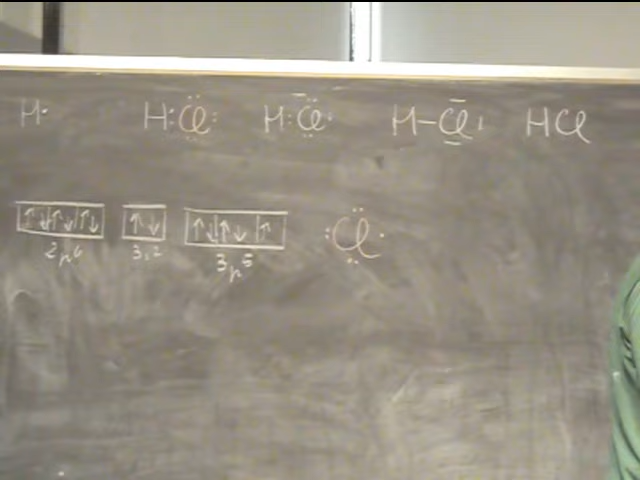 H· H:Cl: H:Cl: H–Cl| HCl
↑↓ ↑↓ ↑↓ ↑↓ ↑↓ ↑↓ ↑ :Cl·
2p⁶ 3s² 3p⁵